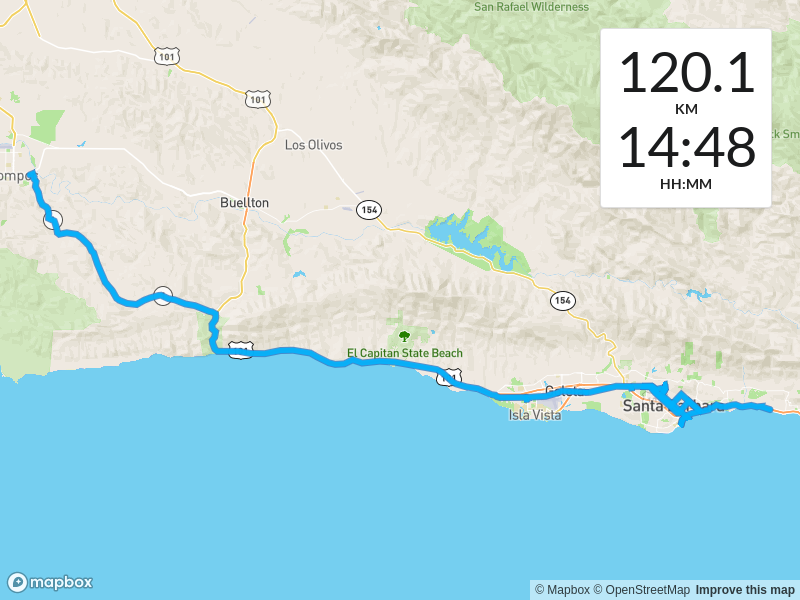 San Rafael Wilderness
101
120.1
KM
14:48
HH:MM
101
Los Olivos
Buellton
154
154
El Capitan State Beach
Isla Vista
Santa
mapbox
© Mapbox © OpenStreetMap Improve this map